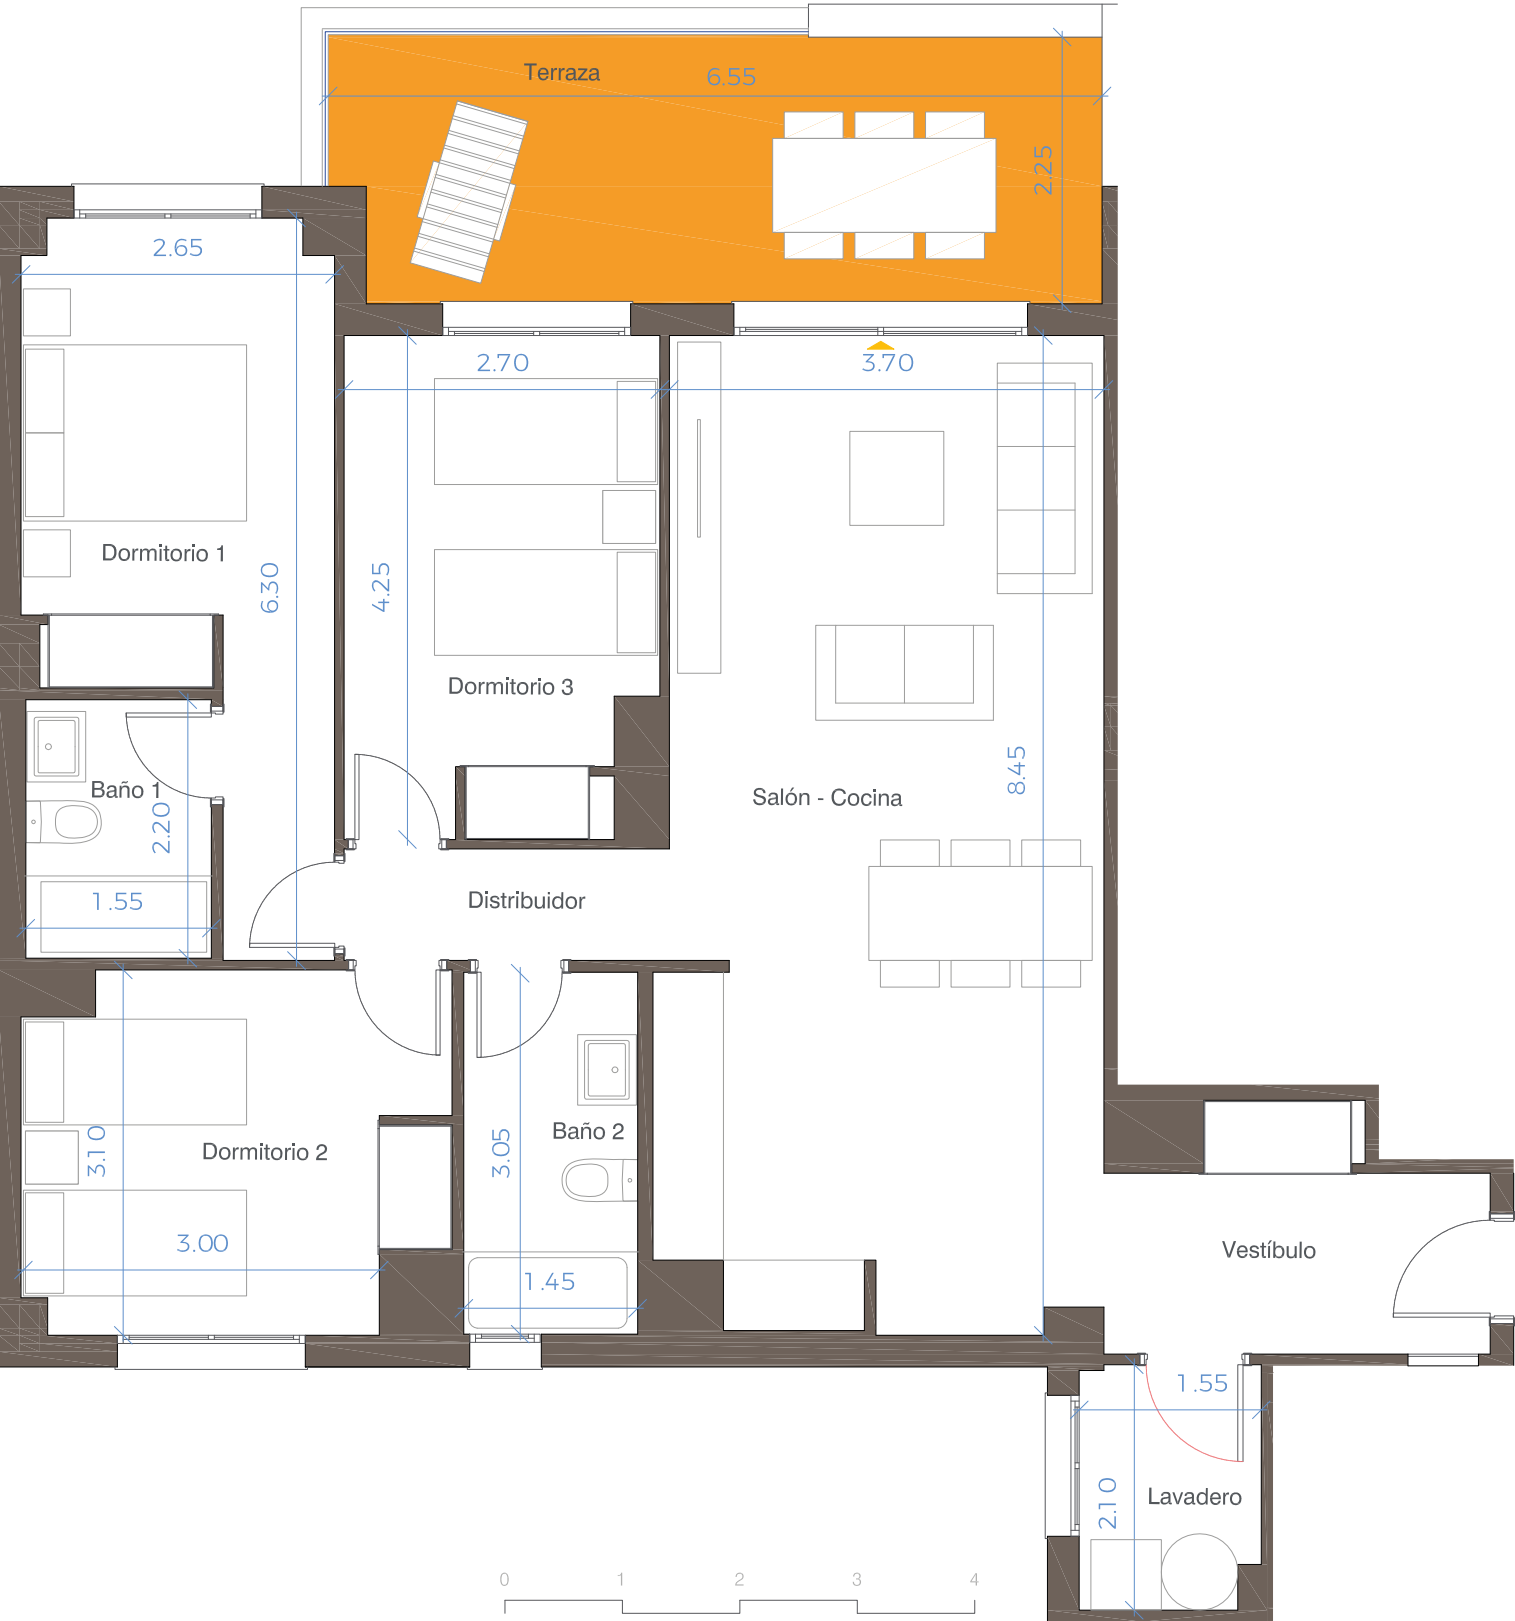 Terraza
6.55
2.25
2.65
2.70
3.70
Dormitorio 1
6.30
4.25
Dormitorio 3
Baño 1
2.20
8.45
Salón - Cocina
1.55
Distribuidor
3.10
Dormitorio 2
3.05
Baño 2
3.00
1.45
Vestíbulo
1.55
2.10
Lavadero
0 1 2 3 4